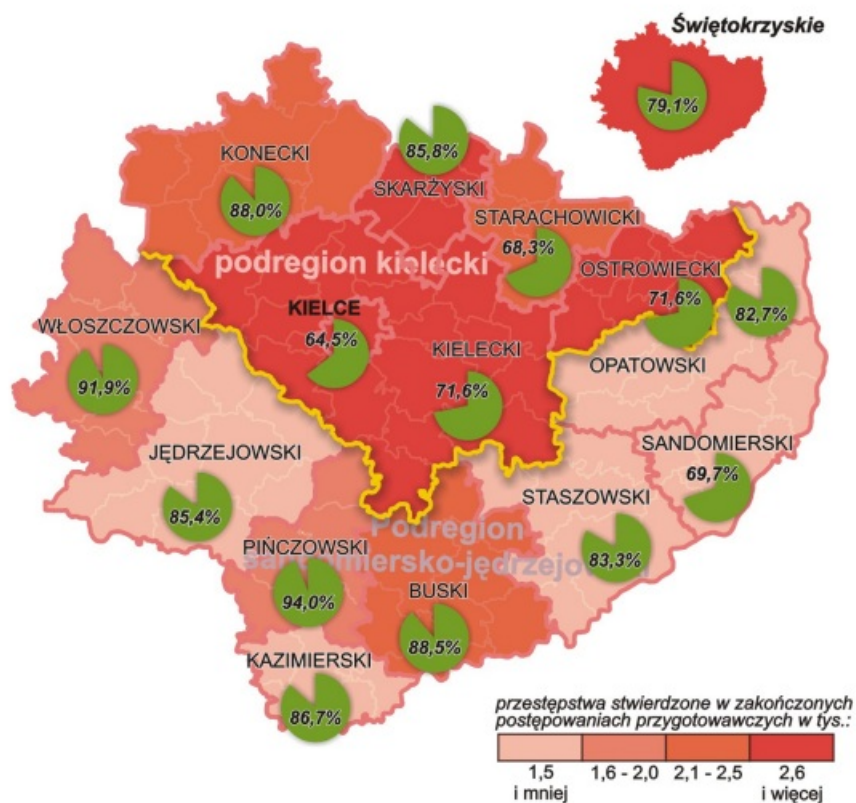 Świętokrzyskie
79,1%
85,8%
KONECKI
88,0%
SKARŻYSKI
STARACHOWICKI
68,3%
podregion kielecki
OSTROWIECKI
71,6%
82,7%
KIELCE
64,5%
WŁOSZCZOWSKI
91,9%
KIELECKI
71,6%
OPATOWSKI
JĘDRZEJOWSKI
85,4%
SANDOMIERSKI
69,7%
STASZOWSKI
83,3%
Podregion
sandomiersko-jędrzejowski
PIŃCZOWSKI
94,0%
BUSKI
88,5%
KAZIMIERSKI
86,7%
przestępstwa stwierdzone w zakończonych
postępowaniach przygotowawczych w tys.:
1,5
i mniej
1,6 - 2,0
2,1 - 2,5
2,6
i więcej